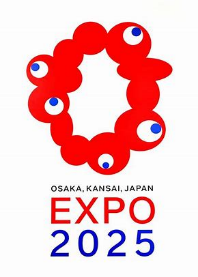 OSAKA, KANSAI, JAPAN
EXPO
2025